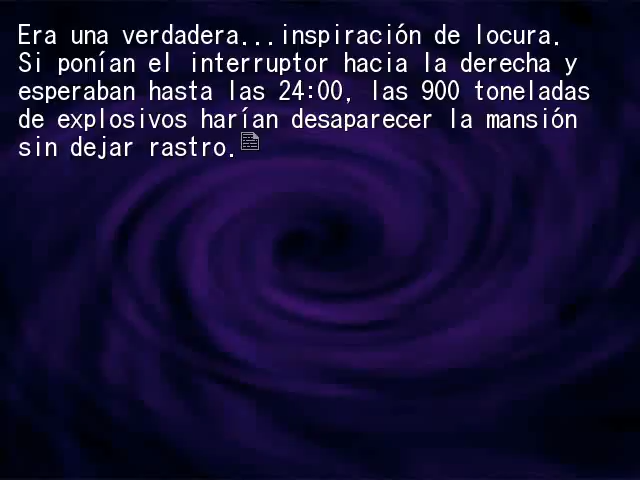 Era una verdadera...inspiración de locura.
Si ponían el interruptor hacia la derecha y
esperaban hasta las 24:00, las 900 toneladas
de explosivos harían desaparecer la mansión
sin dejar rastro.